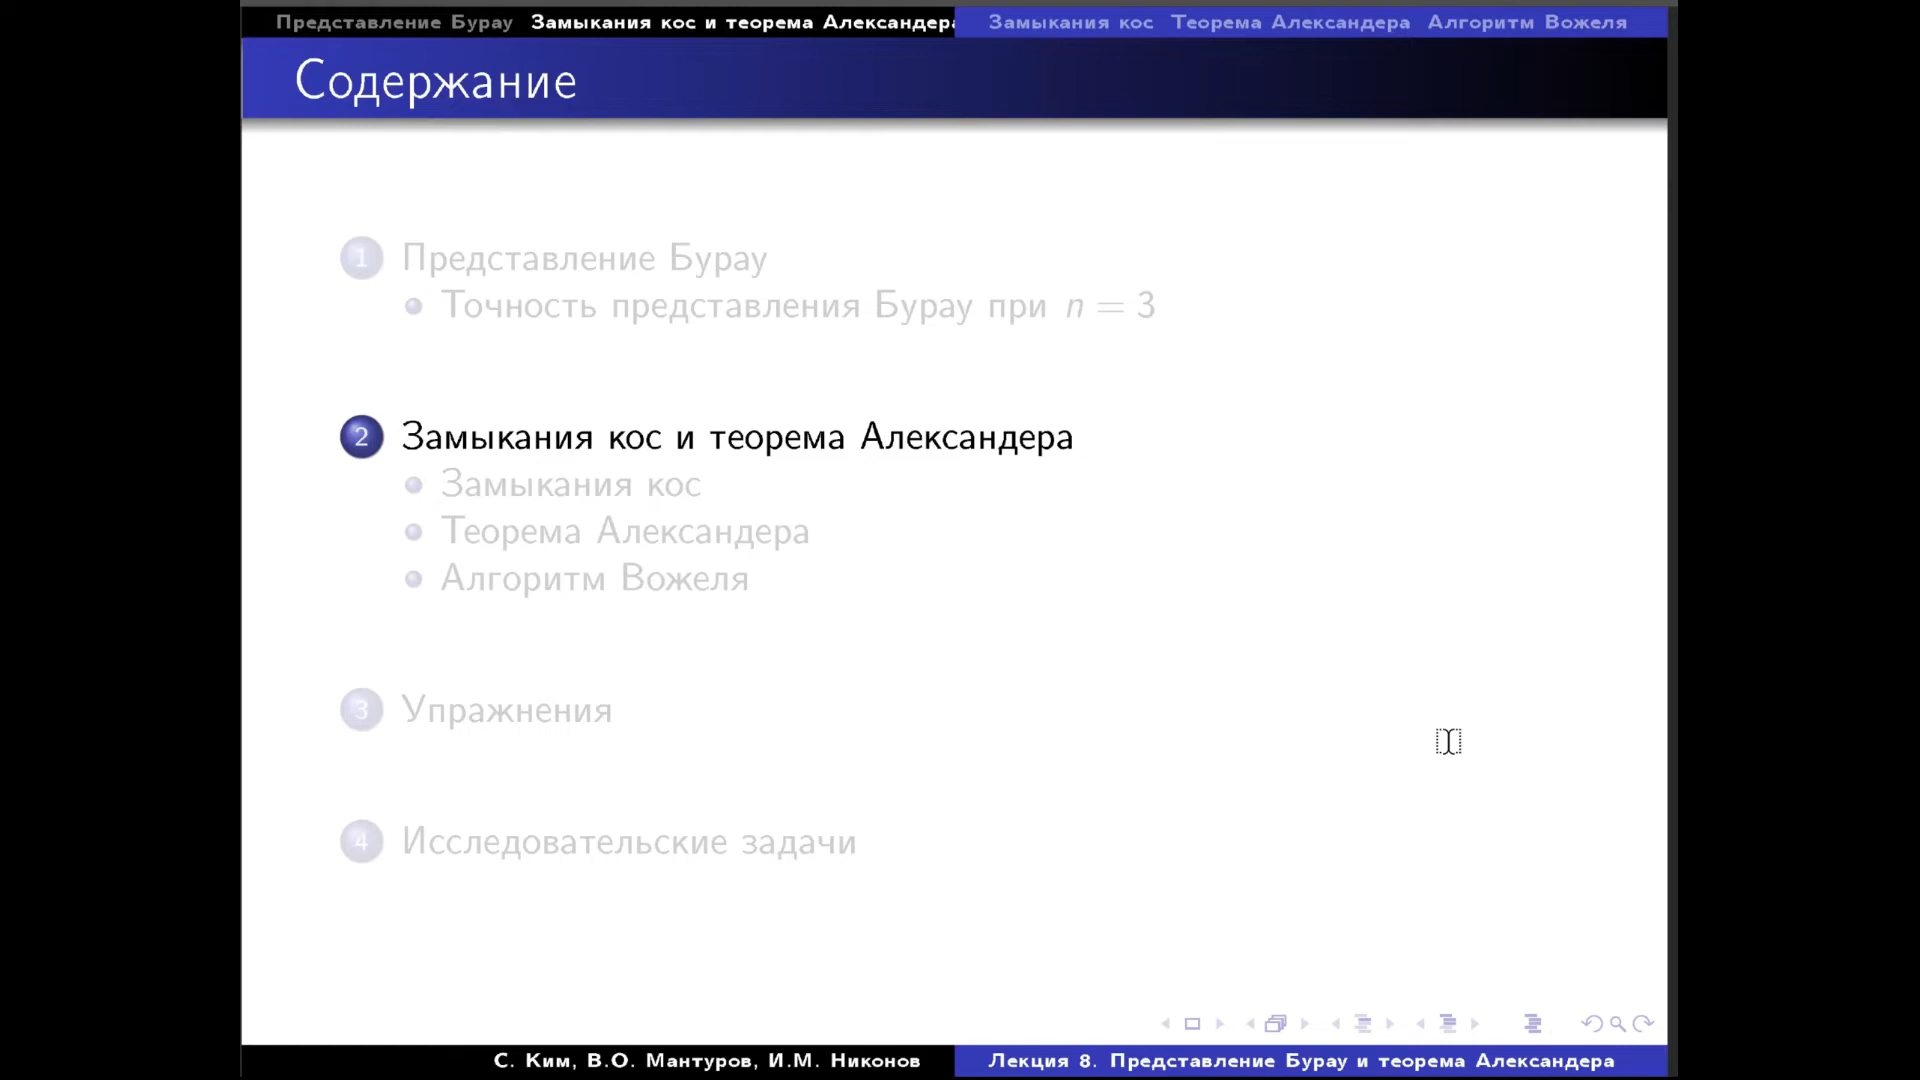 Представление Бурау Замыкания кос и теорема Александера Замыкания кос Теорема Александера Алгоритм Вожеля
Содержание
1 Представление Бурау
Точность представления Бурау при n = 3
2 Замыкания кос и теорема Александера
Замыкания кос
Теорема Александера
Алгоритм Вожеля
3 Упражнения
4 Исследовательские задачи
С. Ким, В.О. Мантуров, И.М. Никонов Лекция 8. Представление Бурау и теорема Александера